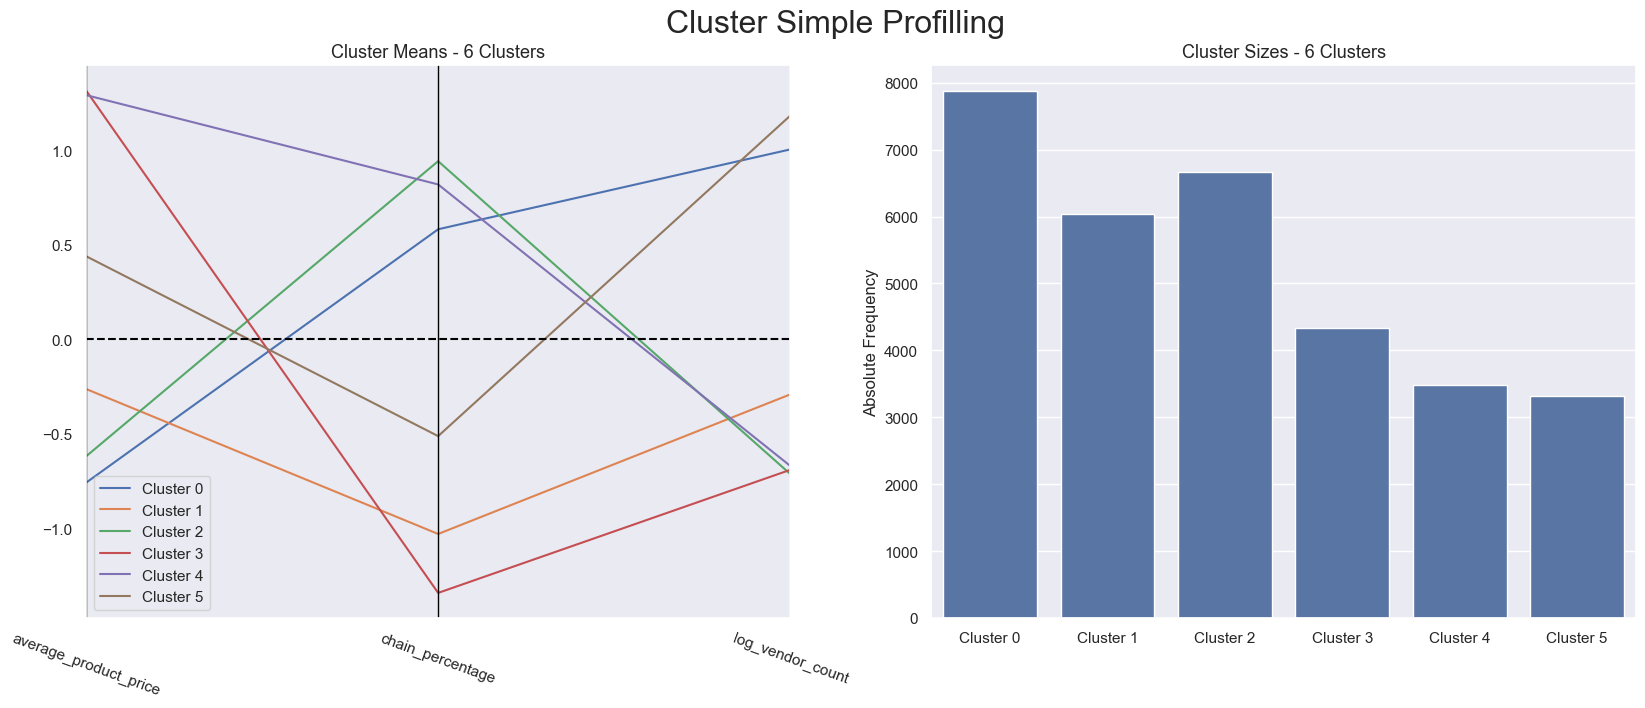 Cluster Simple Profilling
Cluster Means - 6 Clusters
1.0
0.5
0.0
−0.5
−1.0
Cluster 0
Cluster 1
Cluster 2
Cluster 3
Cluster 4
Cluster 5
average_product_price
chain_percentage
log_vendor_count
Cluster Sizes - 6 Clusters
Absolute Frequency
8000
7000
6000
5000
4000
3000
2000
1000
0
Cluster 0
Cluster 1
Cluster 2
Cluster 3
Cluster 4
Cluster 5